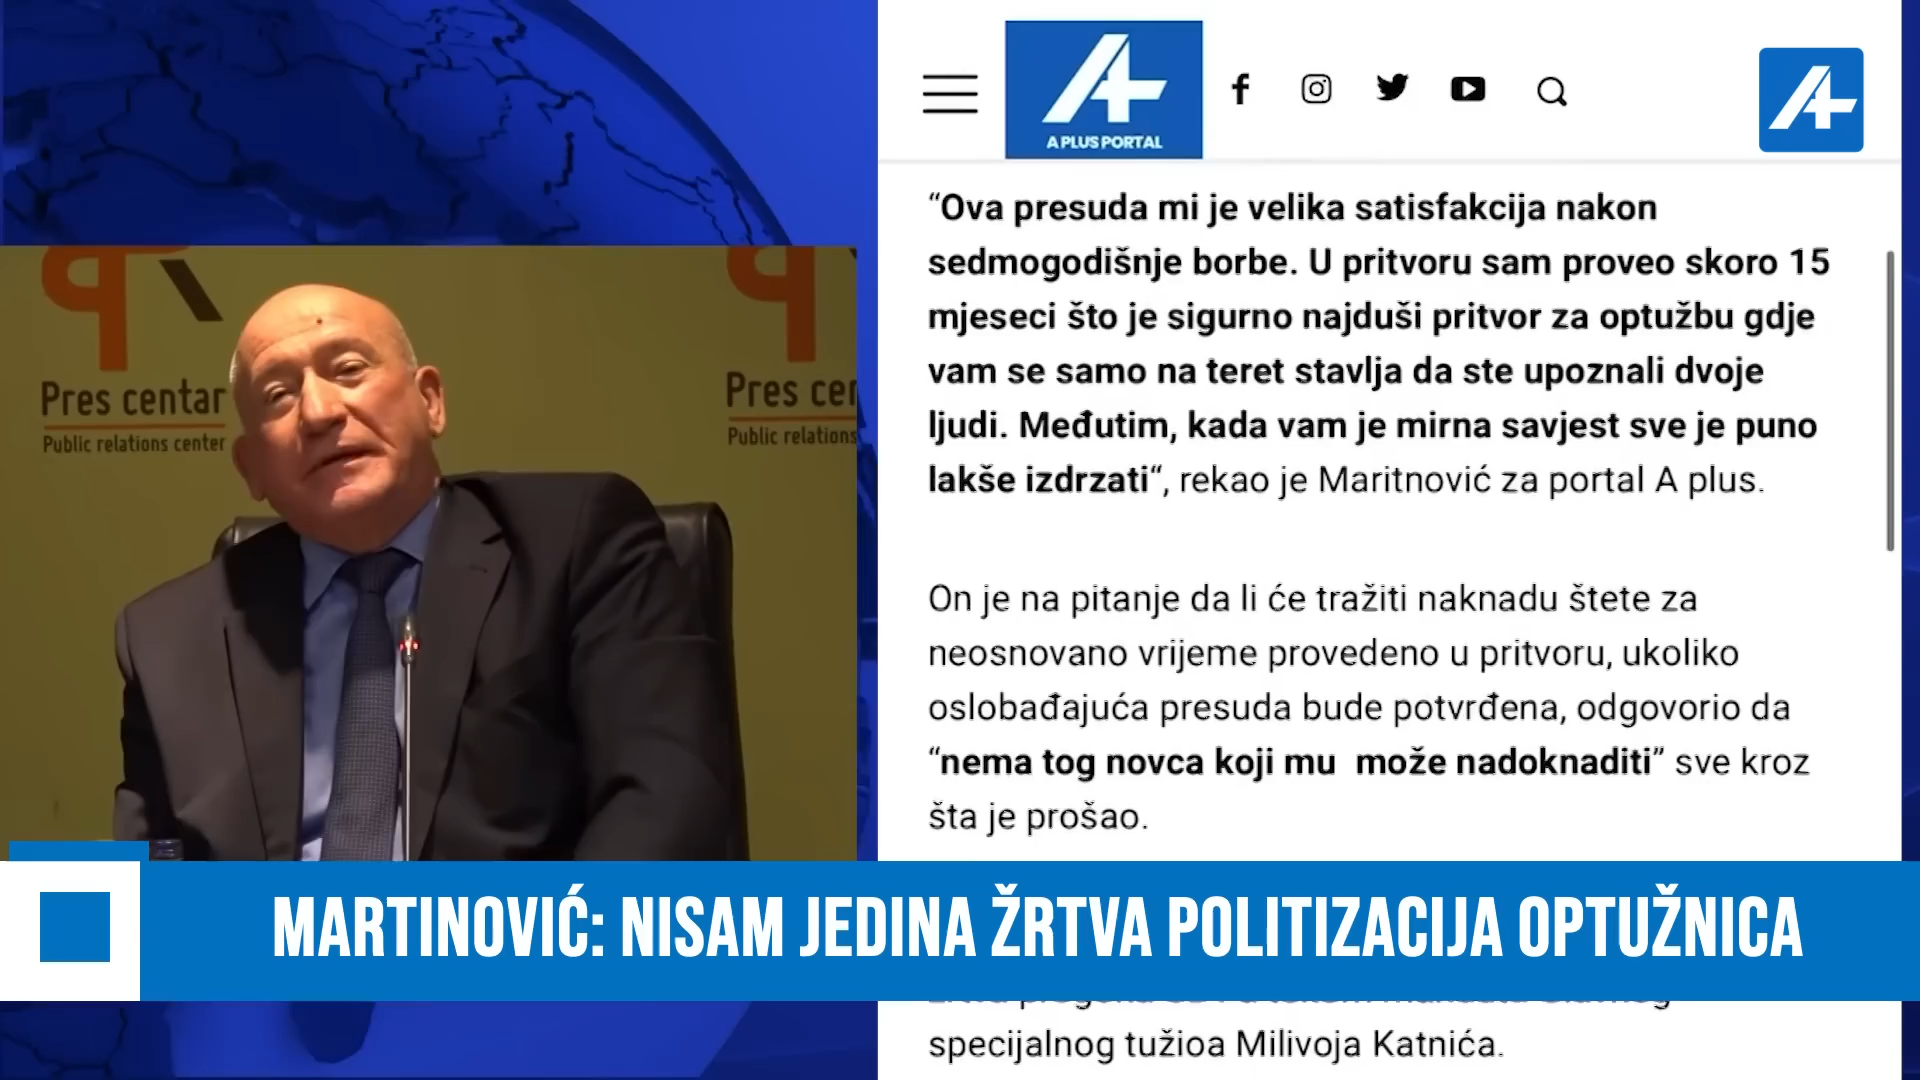 Pres centar
Public relations center
Pres cen
Public relations
A PLUS PORTAL
“Ova presuda mi je velika satisfakcija nakon
sedmogodišnje borbe. U pritvoru sam proveo skoro 15
mjeseci što je sigurno najduši pritvor za optužbu gdje
vam se samo na teret stavlja da ste upoznali dvoje
ljudi. Međutim, kada vam je mirna savjest sve je puno
lakše izdrzati“, rekao je Maritnović za portal A plus.
On je na pitanje da li će tražiti naknadu štete za
neosnovano vrijeme provedeno u pritvoru, ukoliko
oslobađajuća presuda bude potvrđena, odgovorio da
“nema tog novca koji mu može nadoknaditi” sve kroz
šta je prošao.
MARTINOVIĆ: NISAM JEDINA ŽRTVA POLITIZACIJA OPTUŽNICA
specijalnog tužioa Milivoja Katnića.